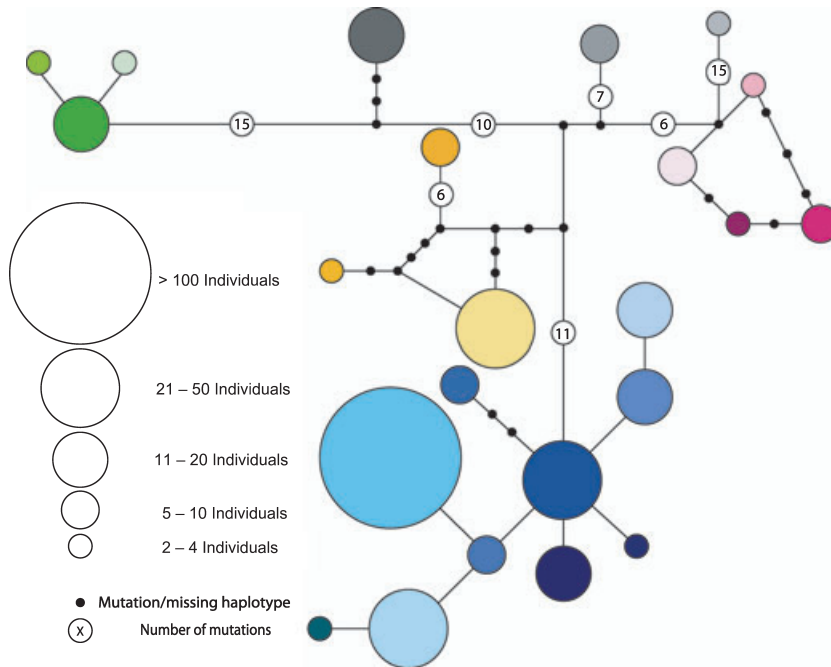 15
15
10
7
6
6
> 100 Individuals
11
21 – 50 Individuals
11 – 20 Individuals
5 – 10 Individuals
2 – 4 Individuals
Mutation/missing haplotype
X Number of mutations